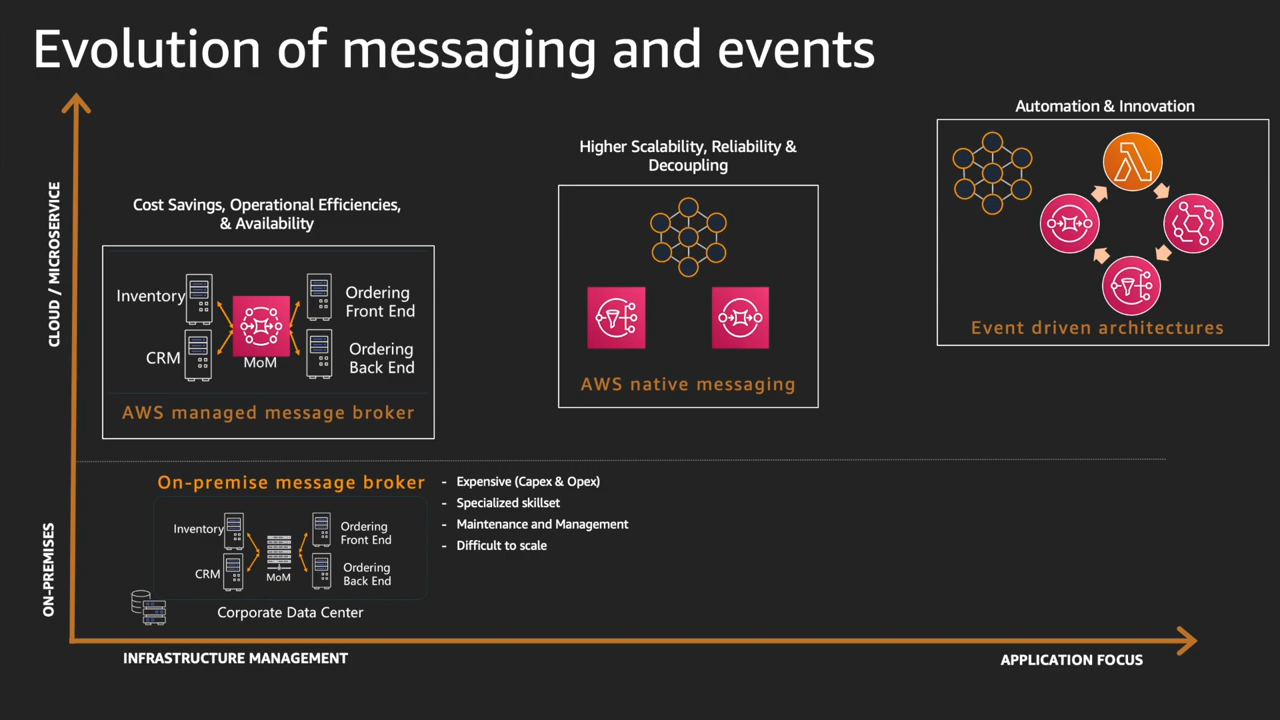 Evolution of messaging and events
Automation & Innovation
Event driven architectures
Higher Scalability, Reliability &
Decoupling
AWS native messaging
Cost Savings, Operational Efficiencies,
& Availability
Inventory
CRM
MoM
Ordering
Front End
Ordering
Back End
AWS managed message broker
CLOUD / MICROSERVICE
On-premise message broker
- Expensive (Capex & Opex)
- Specialized skillset
- Maintenance and Management
- Difficult to scale
Inventory
CRM
MoM
Ordering
Front End
Ordering
Back End
Corporate Data Center
ON-PREMISES
INFRASTRUCTURE MANAGEMENT
APPLICATION FOCUS